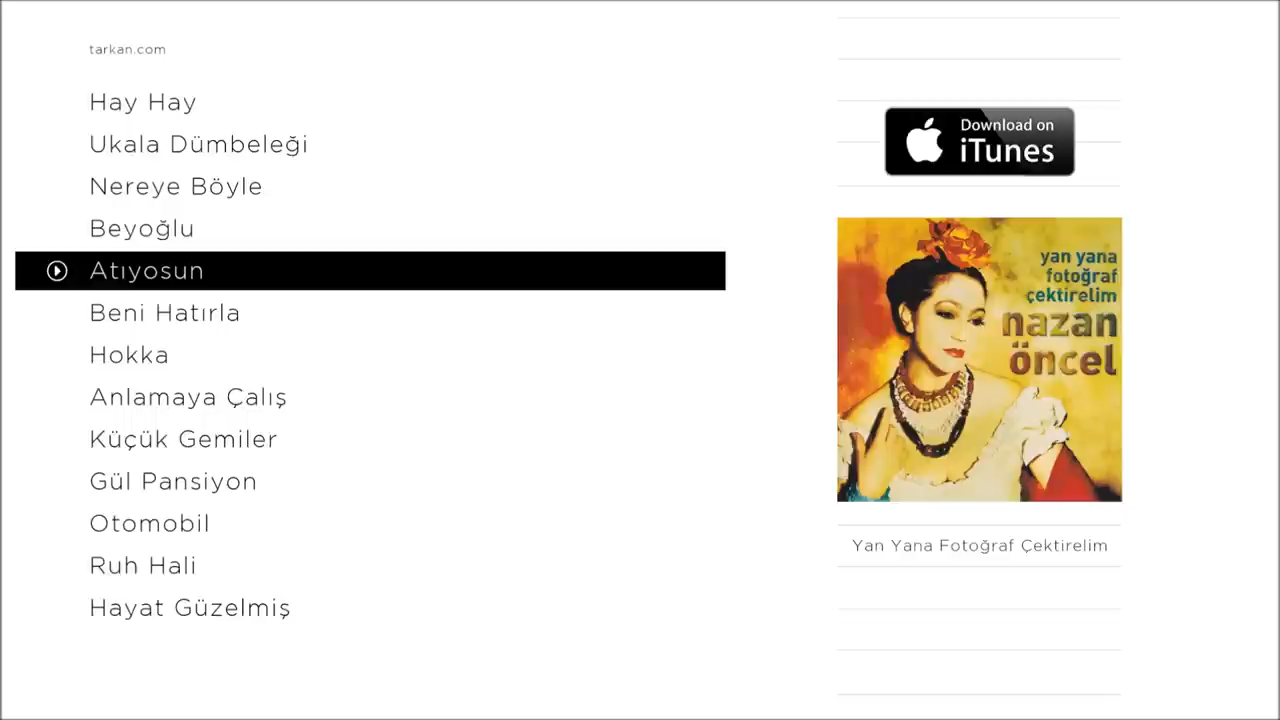 tarkan.com
Hay Hay
Ukala Dümbeleği
Nereye Böyle
Beyoğlu
Atıyosun
Beni Hatırla
Hokka
Anlamaya Çalış
Küçük Gemiler
Gül Pansiyon
Otomobil
Ruh Hali
Hayat Güzelmiş
Download on
iTunes
yan yana
fotoğraf
çektirelim
nazan
öncel
Yan Yana Fotoğraf Çektirelim